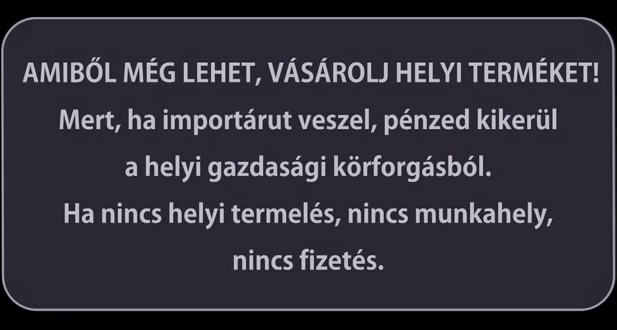 AMIBŐL MÉG LEHET, VÁSÁROLJ HELYI TERMÉKET!
Mert, ha importárut veszel, pénzed kikerül
a helyi gazdasági körforgásból.
Ha nincs helyi termelés, nincs munkahely,
nincs fizetés.